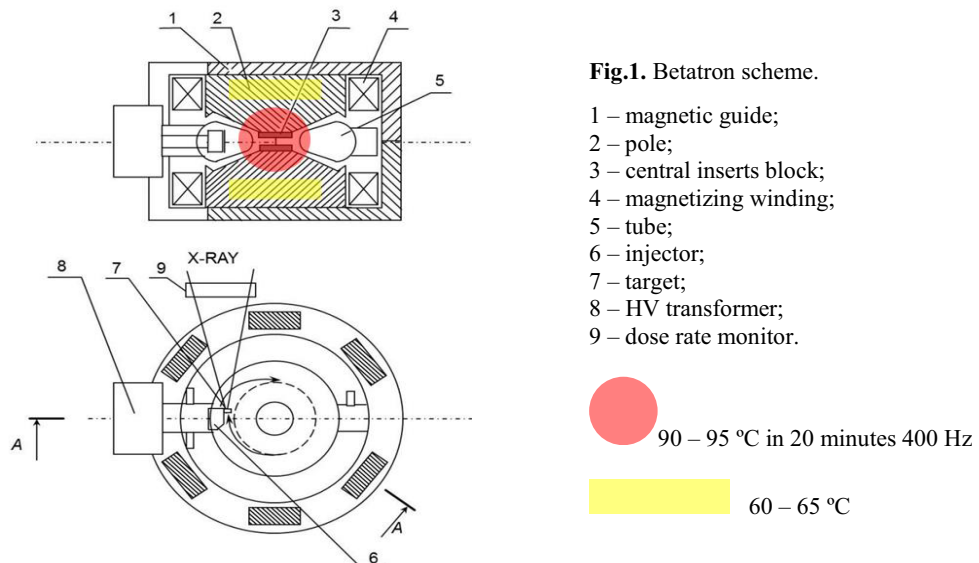 1
2
3
4
5
Fig.1. Betatron scheme.
1 – magnetic guide;
2 – pole;
3 – central inserts block;
4 – magnetizing winding;
5 – tube;
6 – injector;
7 – target;
8 – HV transformer;
9 – dose rate monitor.
X-RAY
8
7
9
A
A
6
90 – 95 ºC in 20 minutes 400 Hz
60 – 65 ºC